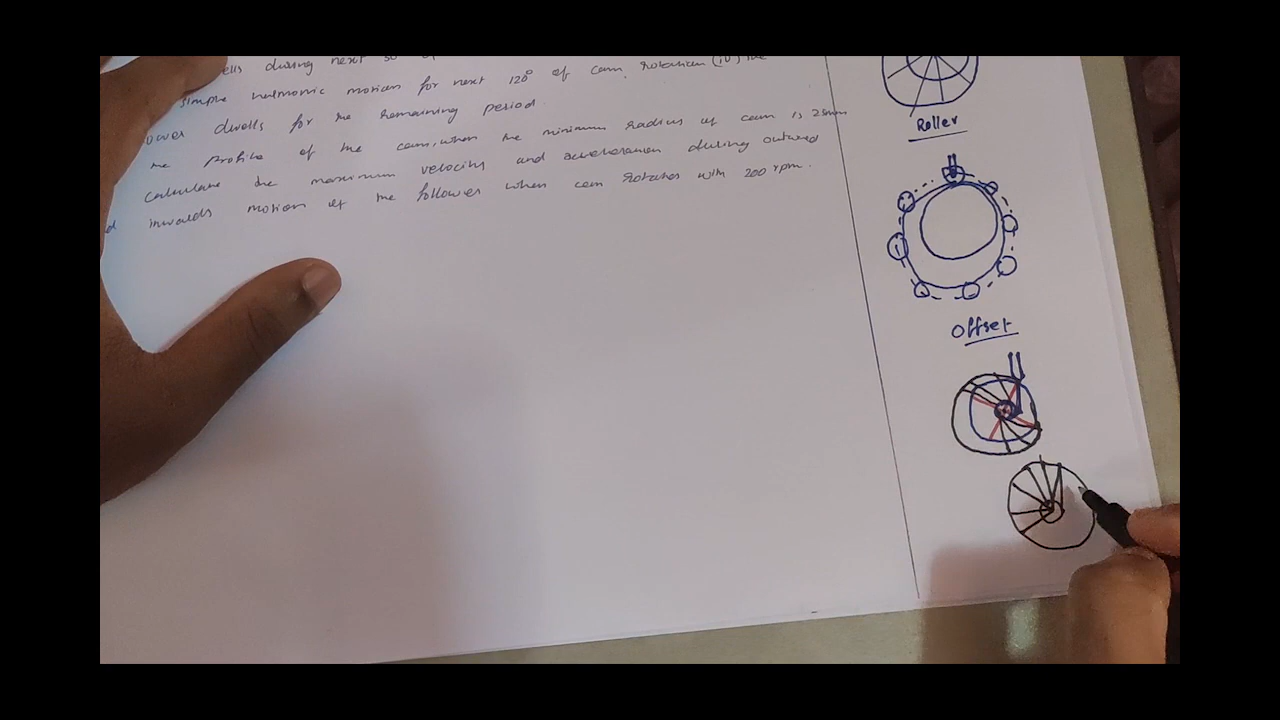 ells during next 30
simple harmonic motion for next 120° of cam rotation (iv) the
ower dwells for the remaining period.
the profile of the cam, when the minimum radius of cam is 25mm
calculate the maximum velocity and acceleration during outward
d inwards motion of the follower when cam rotates with 200 rpm.
Roller
Offset